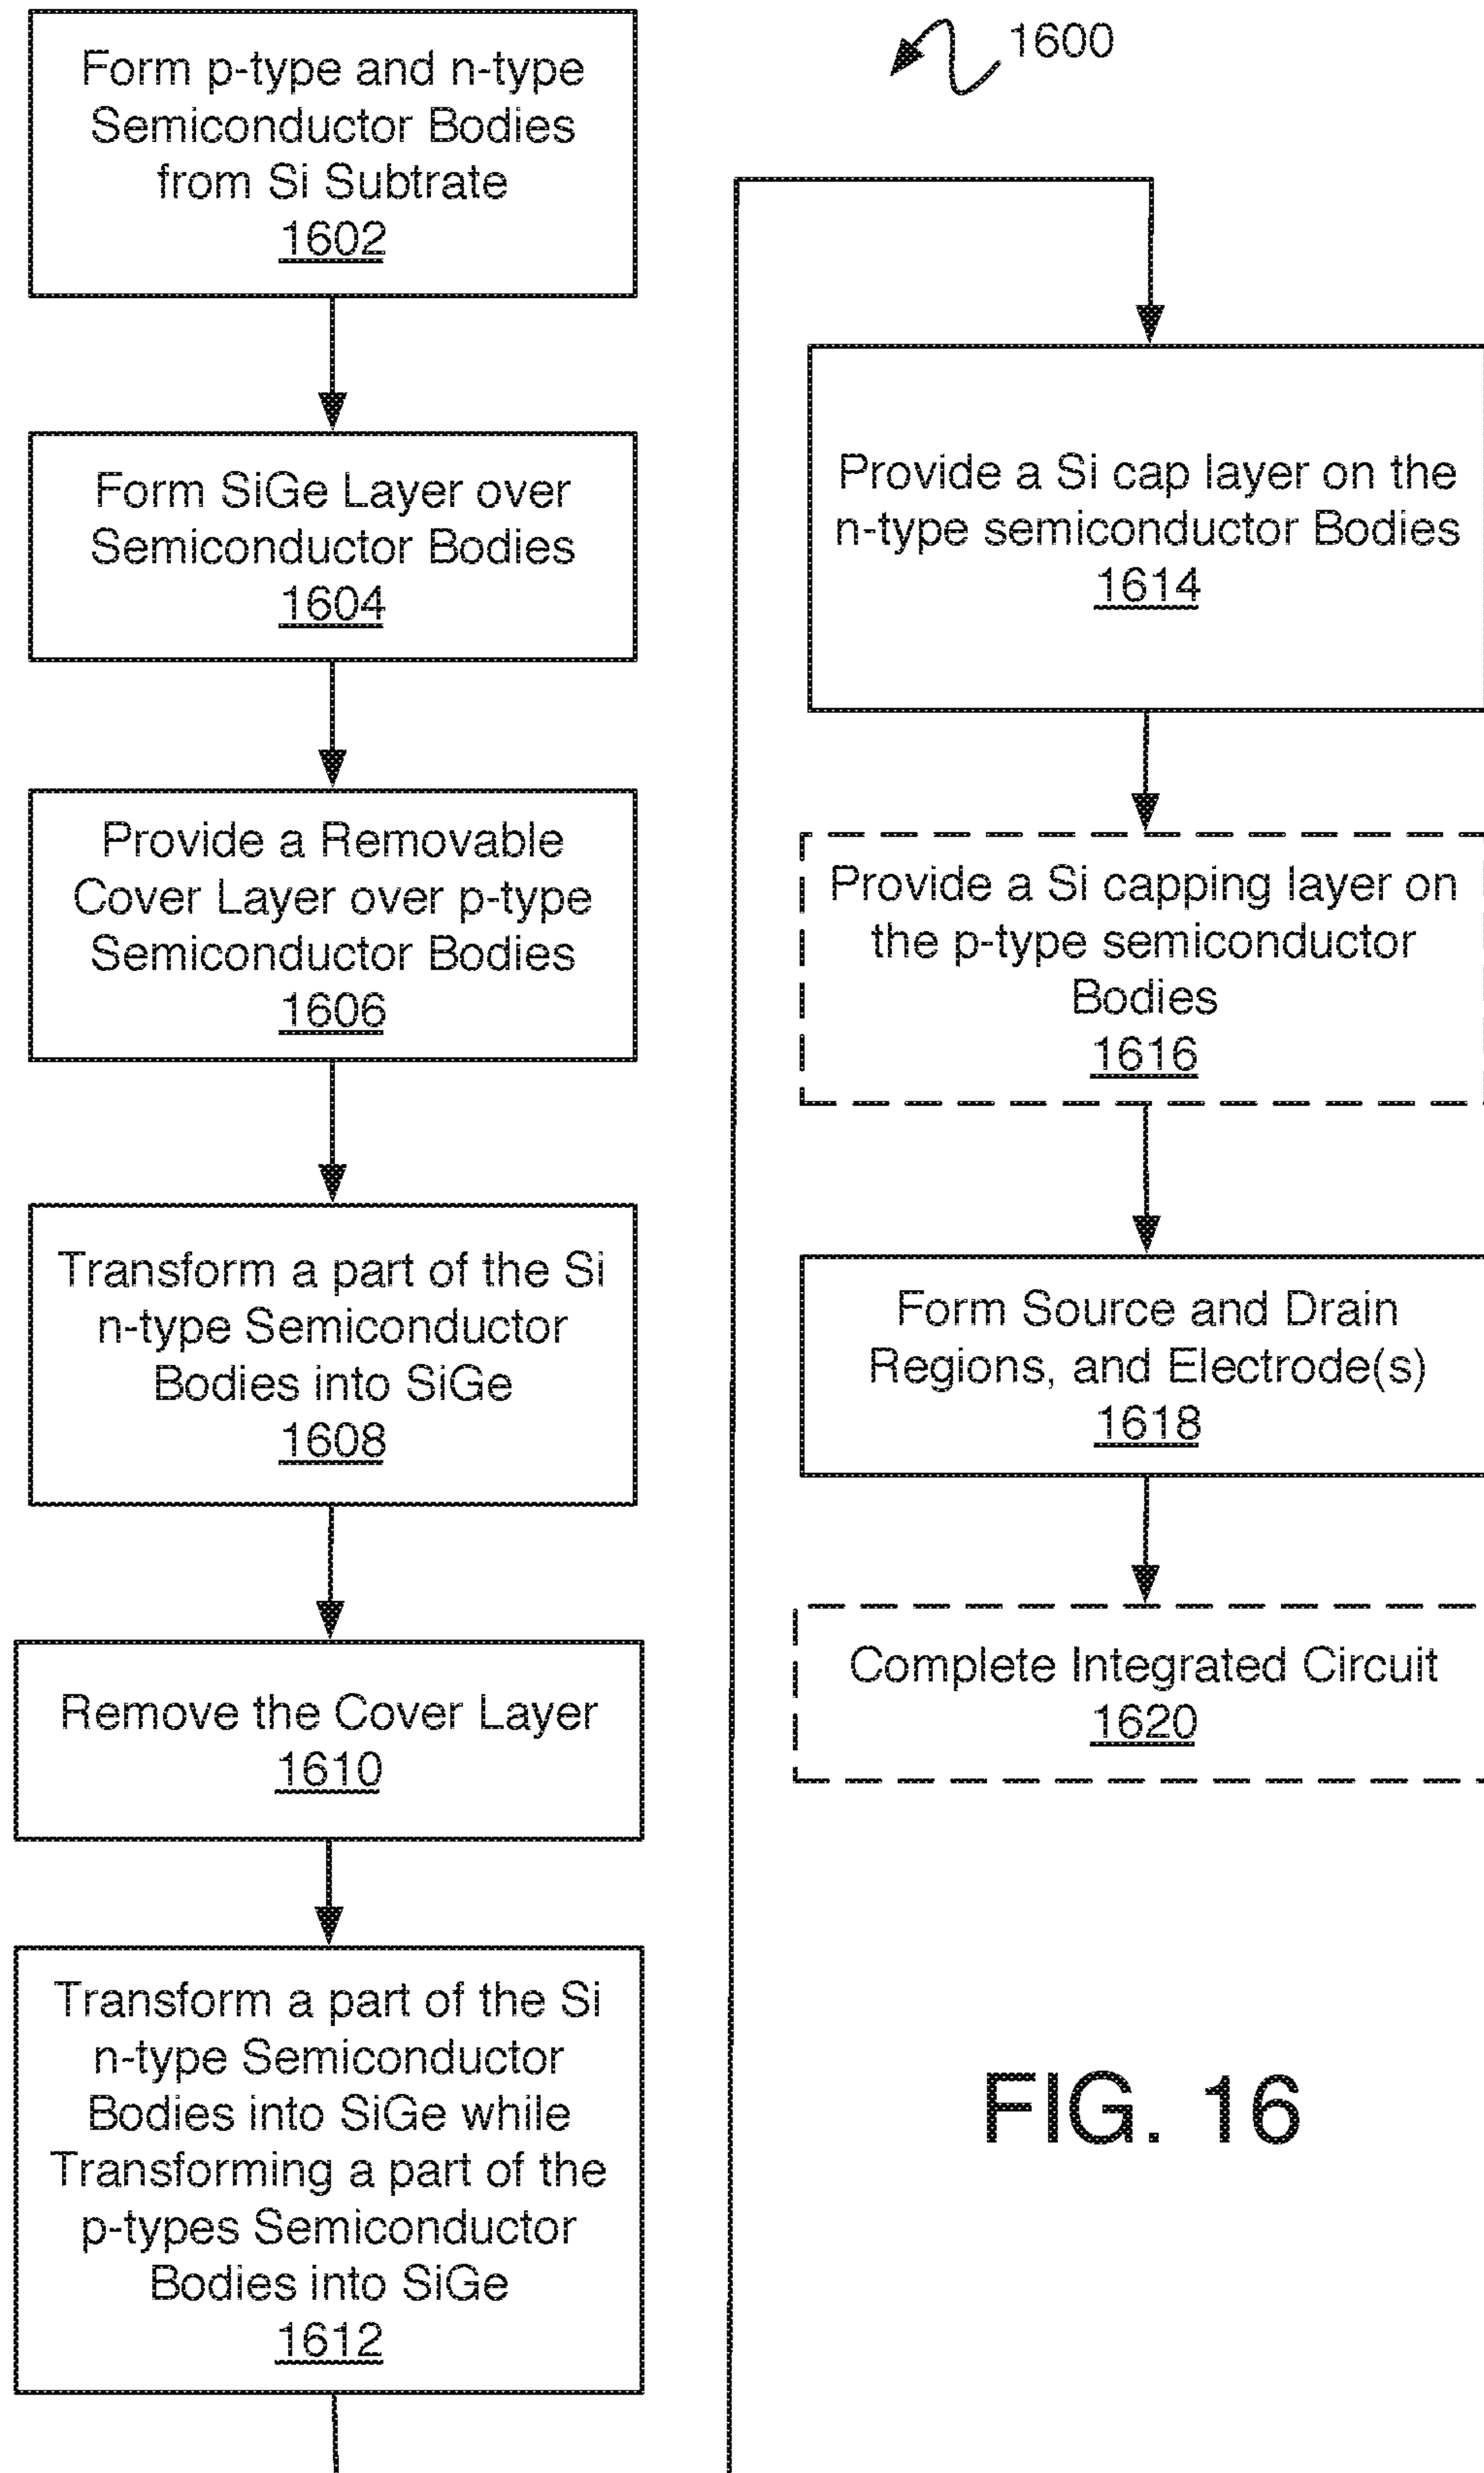 1600
Form p-type and n-type
Semiconductor Bodies
from Si Subtrate
1602
Form SiGe Layer over
Semiconductor Bodies
1604
Provide a Removable
Cover Layer over p-type
Semiconductor Bodies
1606
Transform a part of the Si
n-type Semiconductor
Bodies into SiGe
1608
Remove the Cover Layer
1610
Transform a part of the Si
n-type Semiconductor
Bodies into SiGe while
Transforming a part of the
p-types Semiconductor
Bodies into SiGe
1612
Provide a Si cap layer on the
n-type semiconductor Bodies
1614
Provide a Si capping layer on
the p-type semiconductor
Bodies
1616
Form Source and Drain
Regions, and Electrode(s)
1618
Complete Integrated Circuit
1620
FIG. 16